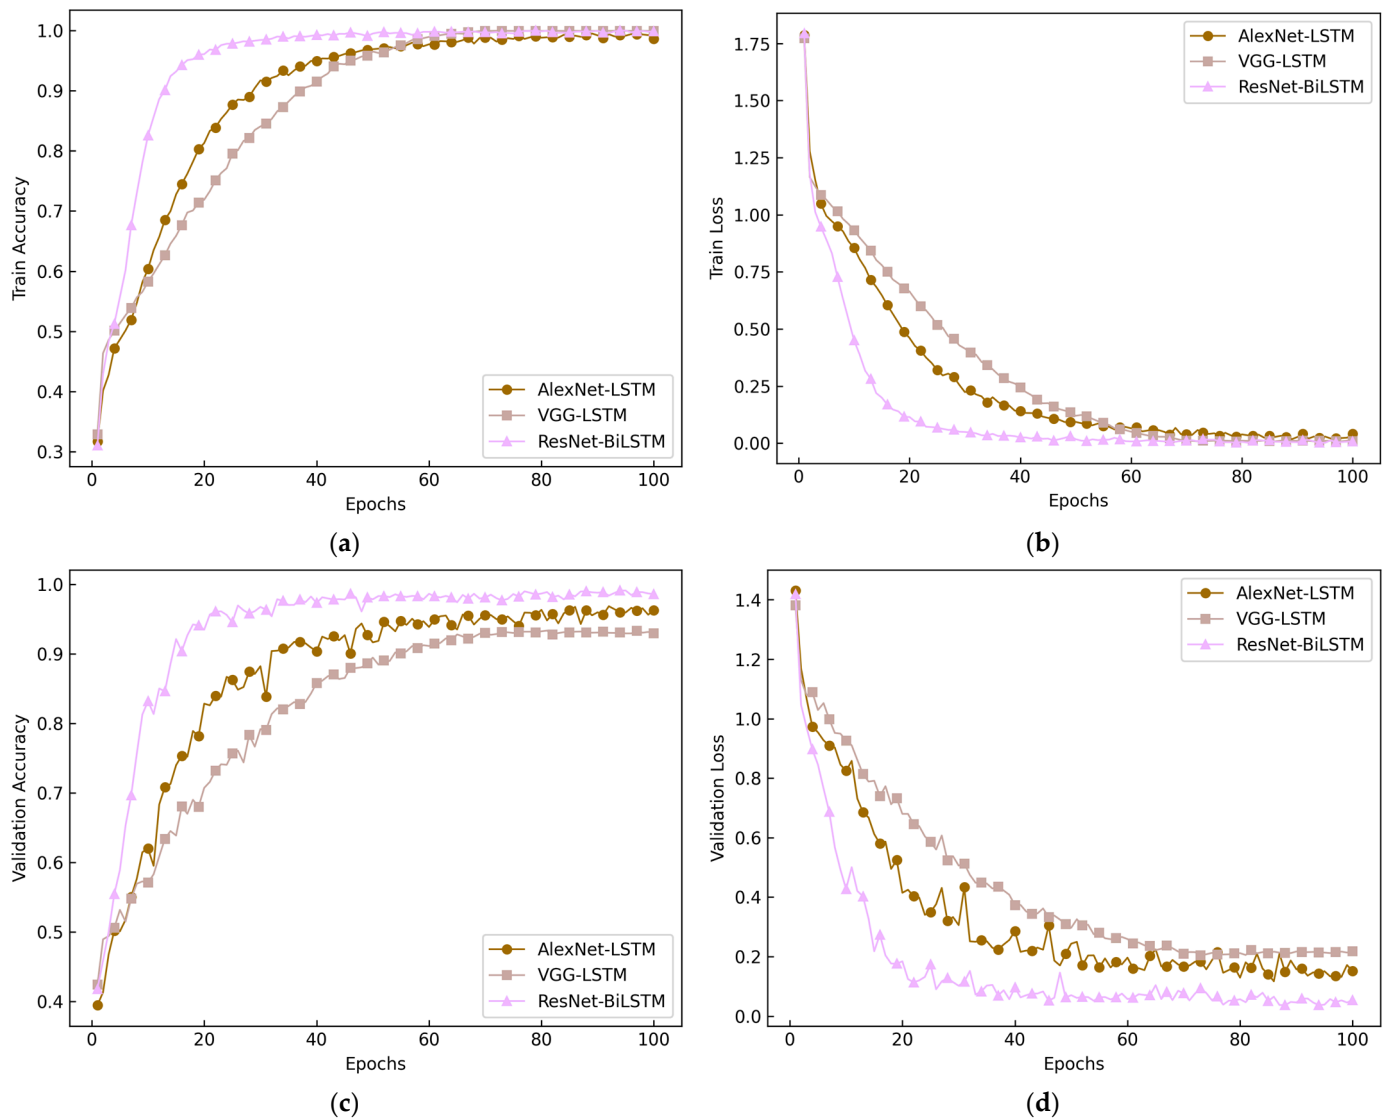 Train Accuracy
1.0
0.9
0.8
0.7
0.6
0.5
0.4
0.3
AlexNet-LSTM
VGG-LSTM
ResNet-BiLSTM
0 20 40 60 80 100
Epochs
(a)
Train Loss
1.75
1.50
1.25
1.00
0.75
0.50
0.25
0.00
AlexNet-LSTM
VGG-LSTM
ResNet-BiLSTM
0 20 40 60 80 100
Epochs
(b)
Validation Accuracy
1.0
0.9
0.8
0.7
0.6
0.5
0.4
AlexNet-LSTM
VGG-LSTM
ResNet-BiLSTM
0 20 40 60 80 100
Epochs
(c)
Validation Loss
1.4
1.2
1.0
0.8
0.6
0.4
0.2
0.0
AlexNet-LSTM
VGG-LSTM
ResNet-BiLSTM
0 20 40 60 80 100
Epochs
(d)